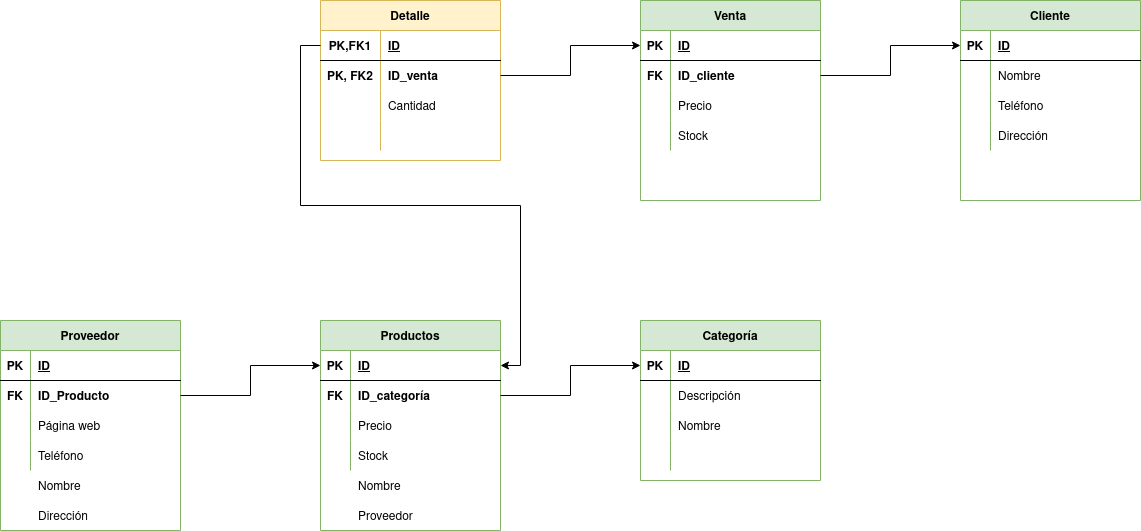 Detalle
PK,FK1 ID
PK, FK2 ID_venta
Cantidad
Venta
PK ID
FK ID_cliente
Precio
Stock
Cliente
PK ID
Nombre
Teléfono
Dirección
Proveedor
PK ID
FK ID_Producto
Página web
Teléfono
Nombre
Dirección
Productos
PK ID
FK ID_categoría
Precio
Stock
Nombre
Proveedor
Categoría
PK ID
Descripción
Nombre